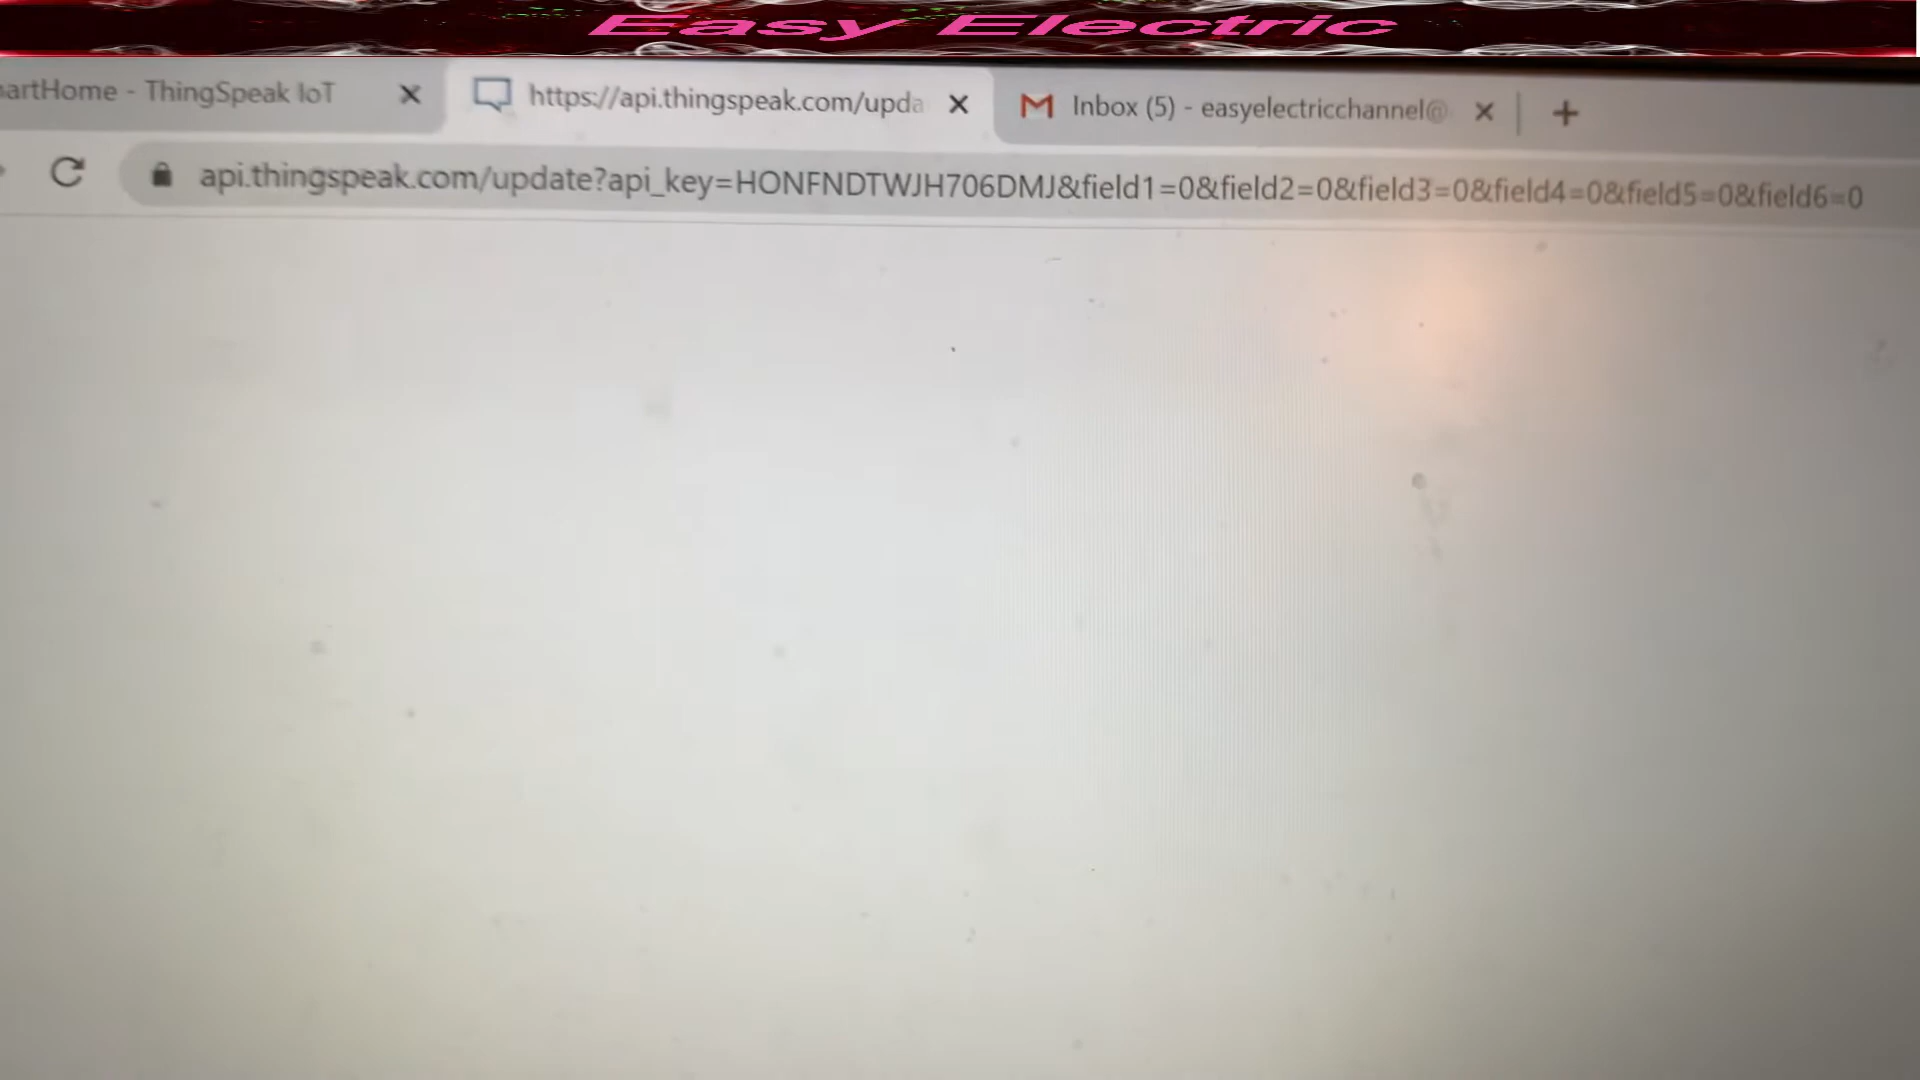 Easy Electric
artHome - ThingSpeak IoT
https://api.thingspeak.com/upda
Inbox (5) - easyelectricchannel@
api.thingspeak.com/update?api_key=HONFNDTWJH706DMJ&field1=0&field2=0&field3=0&field4=0&field5=0&field6=0